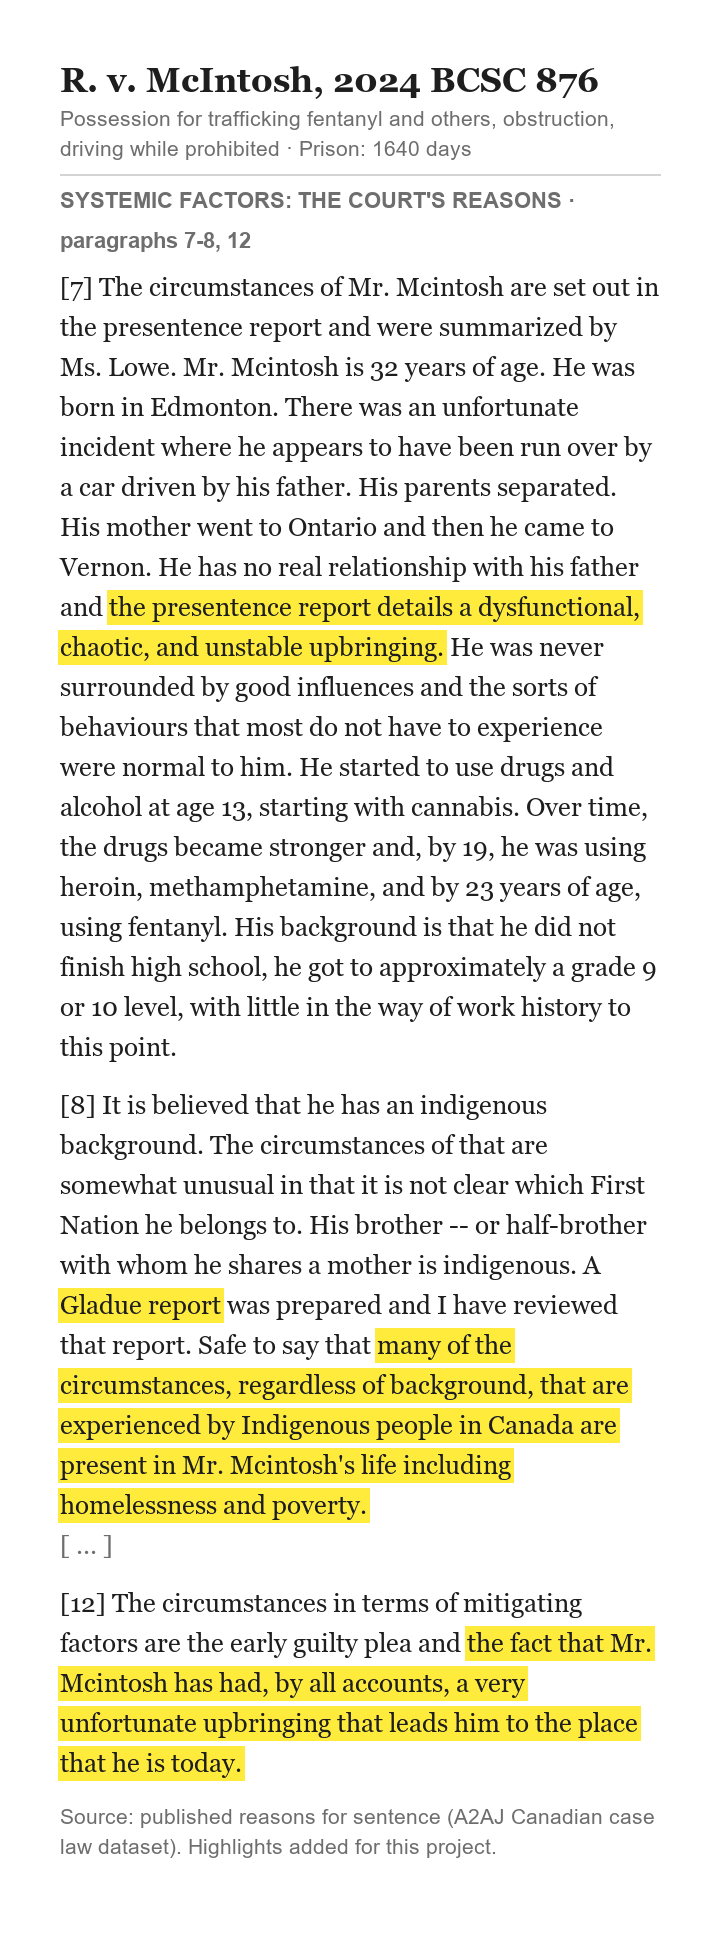 R. v. McIntosh, 2024 BCSC 876
Possession for trafficking fentanyl and others, obstruction,
driving while prohibited · Prison: 1640 days
SYSTEMIC FACTORS: THE COURT'S REASONS ·
paragraphs 7-8, 12
[7] The circumstances of Mr. Mcintosh are set out in
the presentence report and were summarized by
Ms. Lowe. Mr. Mcintosh is 32 years of age. He was
born in Edmonton. There was an unfortunate
incident where he appears to have been run over by
a car driven by his father. His parents separated.
His mother went to Ontario and then he came to
Vernon. He has no real relationship with his father
and the presentence report details a dysfunctional,
chaotic, and unstable upbringing. He was never
surrounded by good influences and the sorts of
behaviours that most do not have to experience
were normal to him. He started to use drugs and
alcohol at age 13, starting with cannabis. Over time,
the drugs became stronger and, by 19, he was using
heroin, methamphetamine, and by 23 years of age,
using fentanyl. His background is that he did not
finish high school, he got to approximately a grade 9
or 10 level, with little in the way of work history to
this point.
[8] It is believed that he has an indigenous
background. The circumstances of that are
somewhat unusual in that it is not clear which First
Nation he belongs to. His brother -- or half-brother
with whom he shares a mother is indigenous. A
Gladue report was prepared and I have reviewed
that report. Safe to say that many of the
circumstances, regardless of background, that are
experienced by Indigenous people in Canada are
present in Mr. Mcintosh's life including
homelessness and poverty.
[ ... ]
[12] The circumstances in terms of mitigating
factors are the early guilty plea and the fact that Mr.
Mcintosh has had, by all accounts, a very
unfortunate upbringing that leads him to the place
that he is today.
Source: published reasons for sentence (A2AJ Canadian case
law dataset). Highlights added for this project.